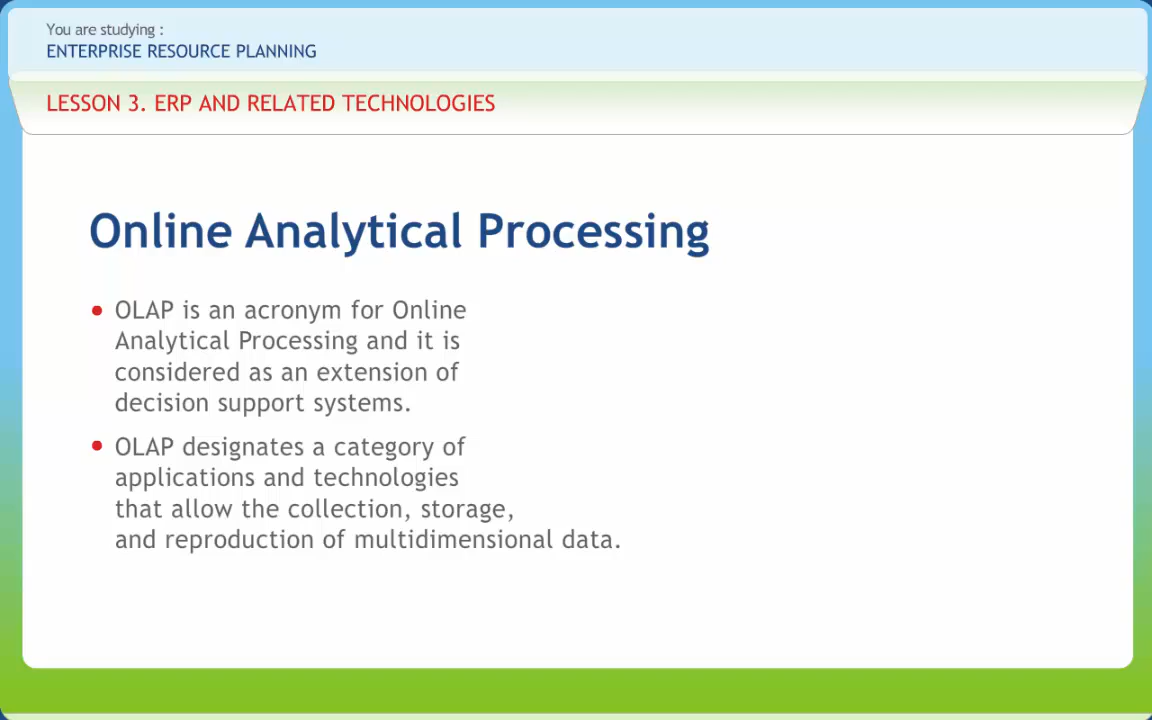 You are studying :
ENTERPRISE RESOURCE PLANNING
LESSON 3. ERP AND RELATED TECHNOLOGIES
Online Analytical Processing
• OLAP is an acronym for Online
Analytical Processing and it is
considered as an extension of
decision support systems.
• OLAP designates a category of
applications and technologies
that allow the collection, storage,
and reproduction of multidimensional data.